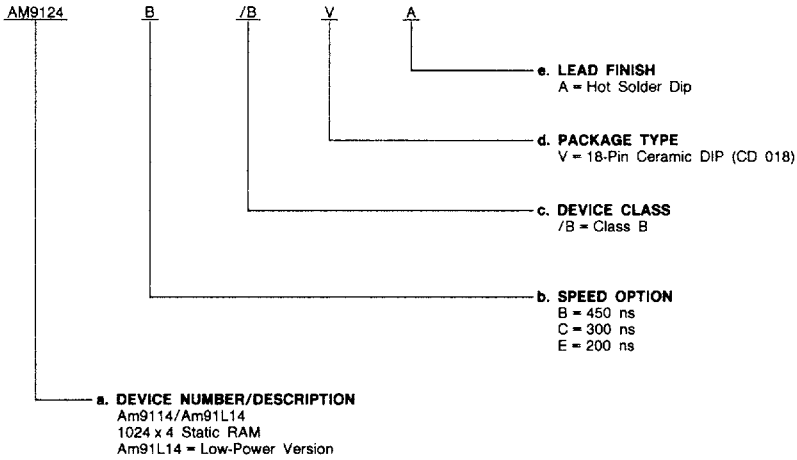 AM9124 B /B V A
e. LEAD FINISH
A = Hot Solder Dip
d. PACKAGE TYPE
V = 18-Pin Ceramic DIP (CD 018)
c. DEVICE CLASS
/B = Class B
b. SPEED OPTION
B = 450 ns
C = 300 ns
E = 200 ns
a. DEVICE NUMBER/DESCRIPTION
Am9114/Am91L14
1024 x 4 Static RAM
Am91L14 = Low-Power Version